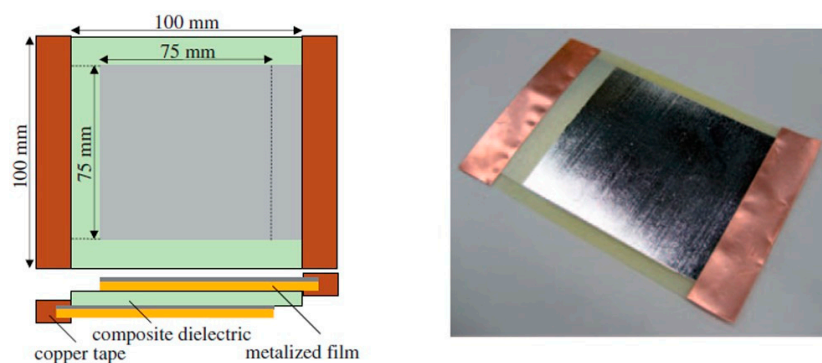 100 mm
75 mm
100 mm
75 mm
composite dielectric
copper tape
metalized film